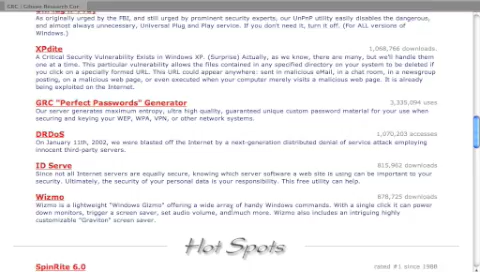 GRC | Gibson Research Cor
As originally urged by the FBI, and still urged by prominent security experts, our UnPnP utility easily disables the dangerous,
and almost always unnecessary, Universal Plug and Play service. If you don't need it, turn it off. (For ALL versions of
Windows.)
XPdite 1,068,766 downloads.
A Critical Security Vulnerability Exists in Windows XP. (Surprise) Actually, as we know, there are many, but we'll handle them
one at a time. This particular vulnerability allows the files contained in any specified directory on your system to be deleted if
you click on a specially formed URL. This URL could appear anywhere: sent in malicious eMail, in a chat room, in a newsgroup
posting, on a malicious web page, or even executed when your computer merely visits a malicious web page. It is already
being exploited on the Internet.
GRC "Perfect Passwords" Generator 3,335,094 uses
Our server generates maximum entropy, ultra high quality, guaranteed unique custom password material for your use when
securing and keying your WEP, WPA, VPN, or other network systems.
DRDoS 1,070,203 accesses
On January 11th, 2002, we were blasted off the Internet by a next-generation distributed denial of service attack employing
innocent third-party servers.
ID Serve 815,962 downloads
Since not all Internet servers are equally secure, knowing which server software a web site is using can be important to your
security. Ultimately, the security of your personal data is your responsibility. This free utility can help.
Wizmo 678,725 downloads
Wizmo is a lightweight "Windows Gizmo" offering a wide array of handy Windows commands. With a single click it can power
down monitors, trigger a screen saver, set audio volume, and/much more. Wizmo also includes an intriguing highly
customizable "Graviton" screen saver.
Hot Spots
SpinRite 6.0 rated #1 since 1988